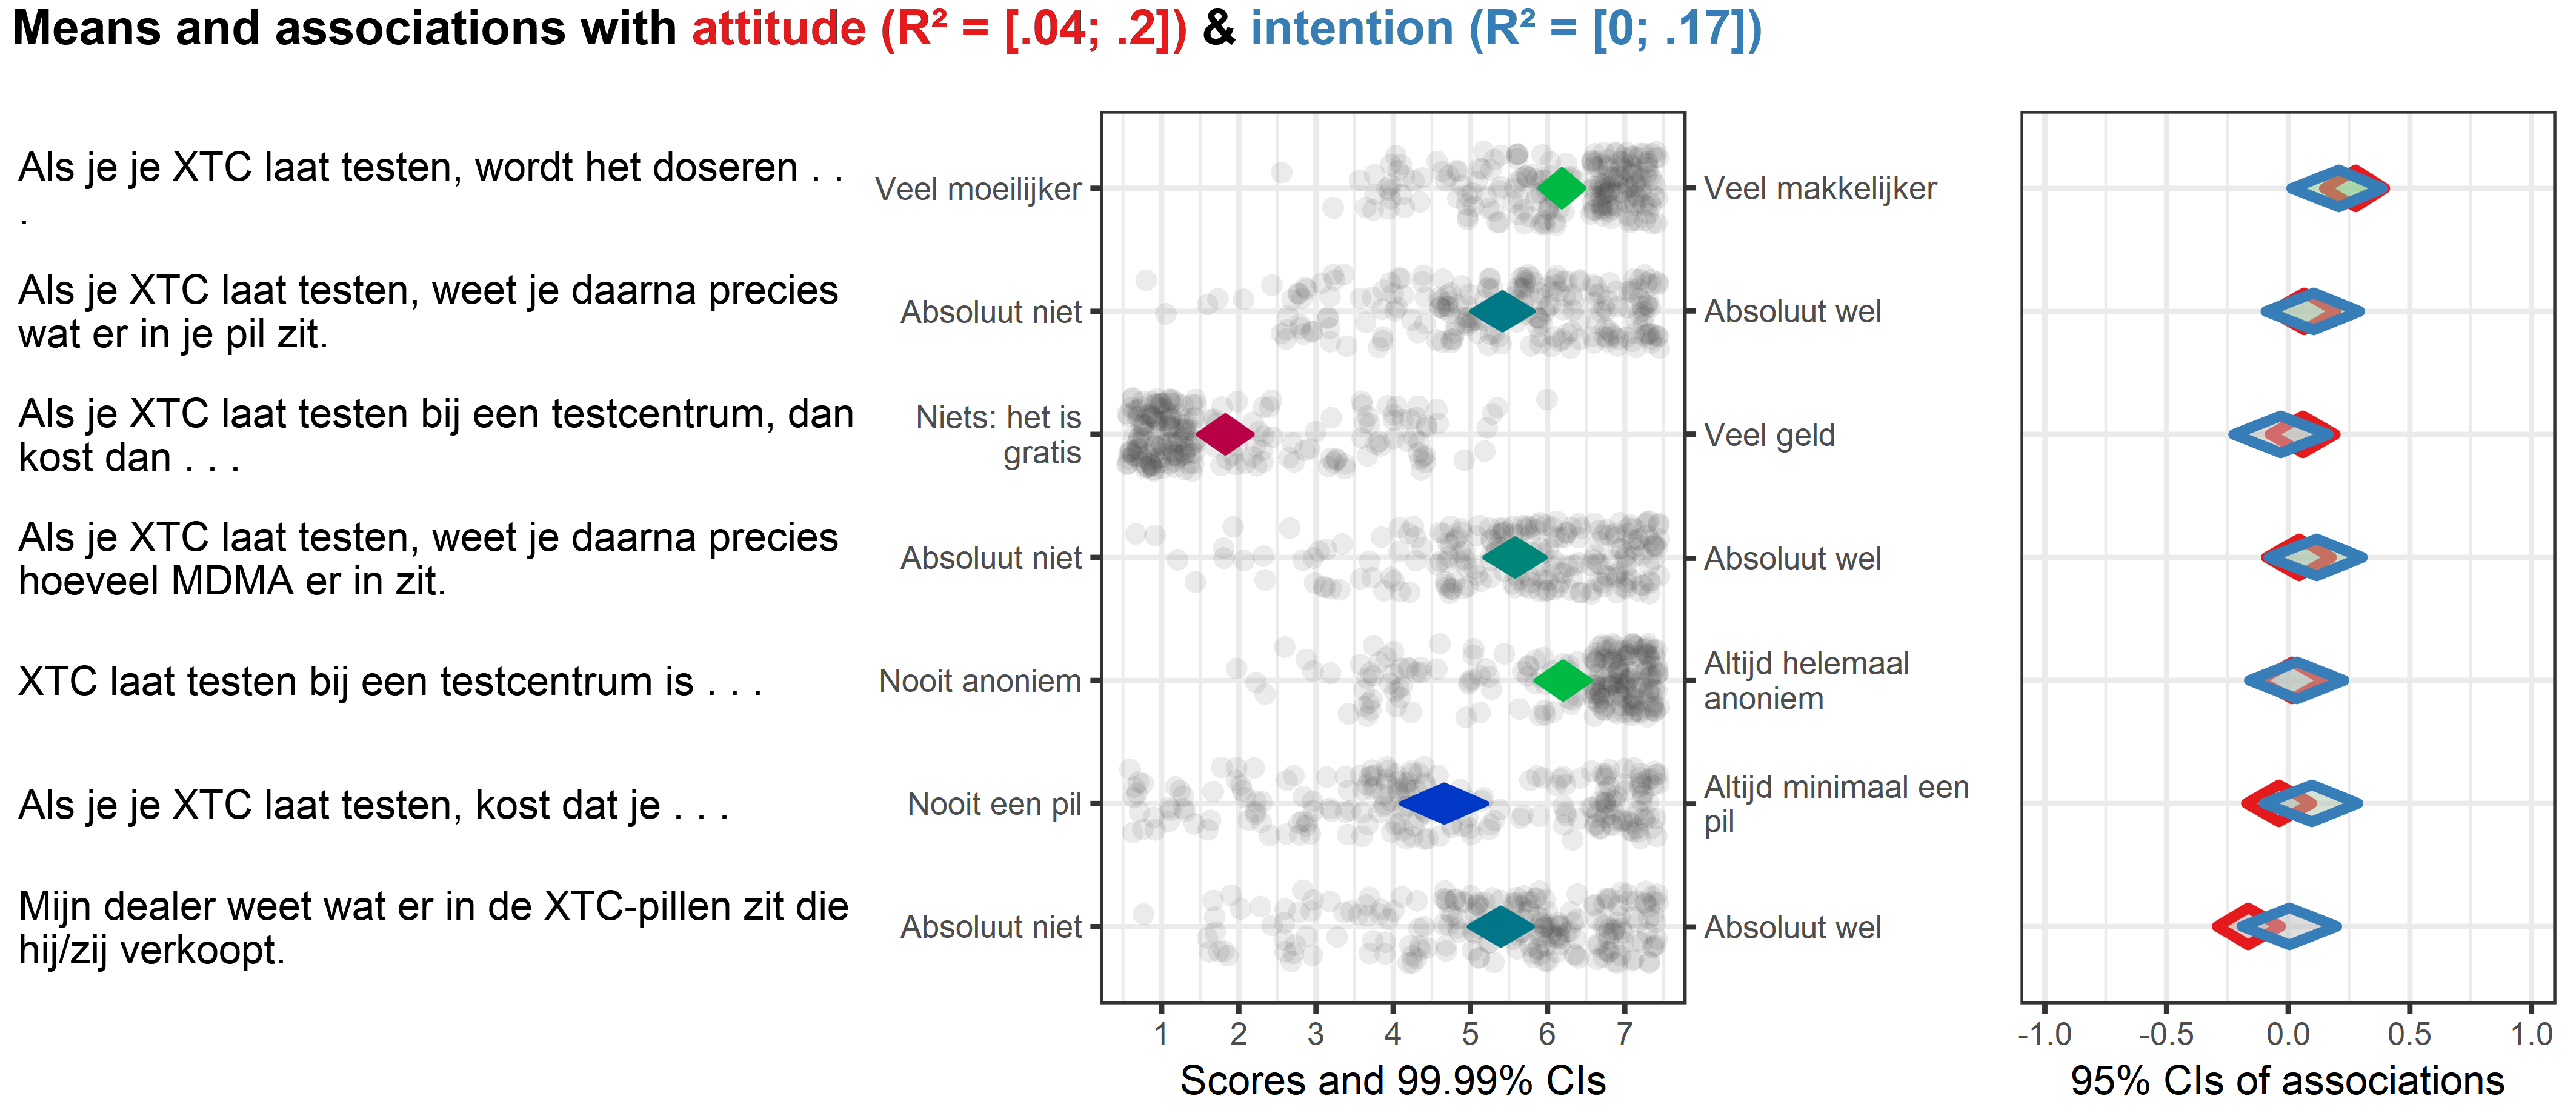 Means and associations with attitude (R² = [.04; .2]) & intention (R² = [0; .17])
Als je je XTC laat testen, wordt het doseren . .
.
Veel moeilijker
Veel makkelijker
Als je XTC laat testen, weet je daarna precies
wat er in je pil zit.
Absoluut niet
Absoluut wel
Als je XTC laat testen bij een testcentrum, dan
kost dan . . .
Niets: het is
gratis
Veel geld
Als je XTC laat testen, weet je daarna precies
hoeveel MDMA er in zit.
Absoluut niet
Absoluut wel
XTC laat testen bij een testcentrum is . . .
Nooit anoniem
Altijd helemaal
anoniem
Als je je XTC laat testen, kost dat je . . .
Nooit een pil
Altijd minimaal een
pil
Mijn dealer weet wat er in de XTC-pillen zit die
hij/zij verkoopt.
Absoluut niet
Absoluut wel
1 2 3 4 5 6 7
Scores and 99.99% CIs
-1.0 -0.5 0.0 0.5 1.0
95% CIs of associations